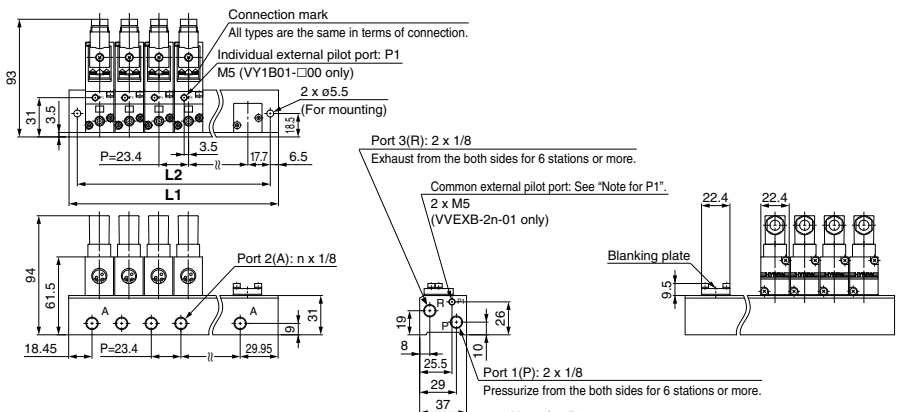 Connection mark
All types are the same in terms of connection.
Individual external pilot port: P1
M5 (VY1B01-□00 only)
2 x ø5.5
(For mounting)
93
31
3.5
18.5
3.5
P=23.4
17.7
6.5
L2
L1
Port 3(R): 2 x 1/8
Exhaust from the both sides for 6 stations or more.
Common external pilot port: See “Note for P1”.
2 x M5
(VVEXB-2n-01 only)
22.4
22.4
Blanking plate
9.5
94
61.5
Port 2(A): n x 1/8
A
A
31
9
18.45
P=23.4
29.95
R
P1
P
19
26
10
8
25.5
29
37
Port 1(P): 2 x 1/8
Pressurize from the both sides for 6 stations or more.